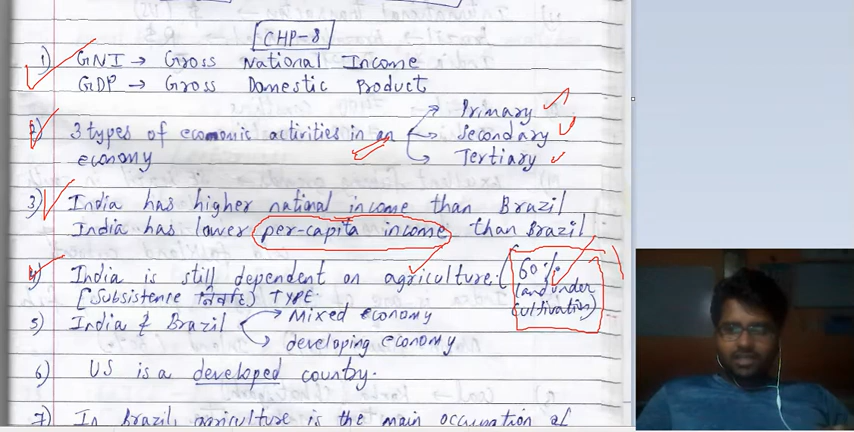 CHP-8
1) GNI → Gross National Income
GDP → Gross Domestic Product
2) 3 types of economic activities in an economy
Primary
Secondary
Tertiary
3) India has higher national income than Brazil
India has lower per-capita income than Brazil
4) India is still dependent on agriculture. (60% land under cultivation)
[Subsistence निर्वाह) TYPE.
5) India & Brazil
Mixed economy
developing economy
6) US is a developed country.
7) In Brazil, agriculture is the main occupation of